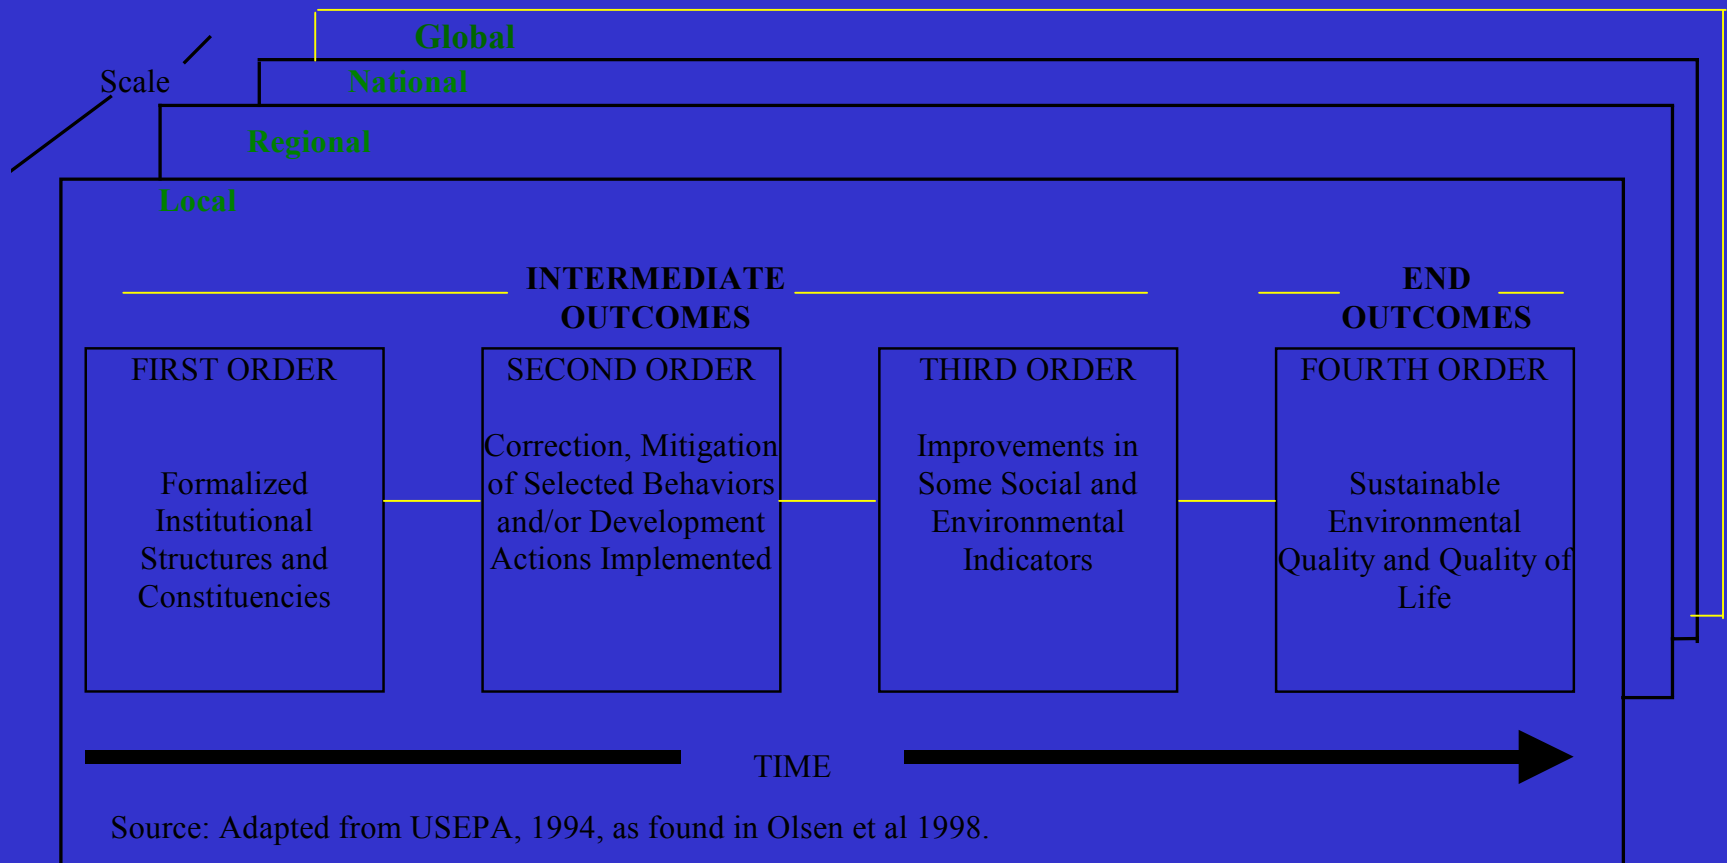 Global
Scale
National
Regional
Local
INTERMEDIATE
OUTCOMES
END
OUTCOMES
FIRST ORDER
Formalized
Institutional
Structures and
Constituencies
SECOND ORDER
Correction, Mitigation
of Selected Behaviors
and/or Development
Actions Implemented
THIRD ORDER
Improvements in
Some Social and
Environmental
Indicators
FOURTH ORDER
Sustainable
Environmental
Quality and Quality of
Life
TIME
Source: Adapted from USEPA, 1994, as found in Olsen et al 1998.